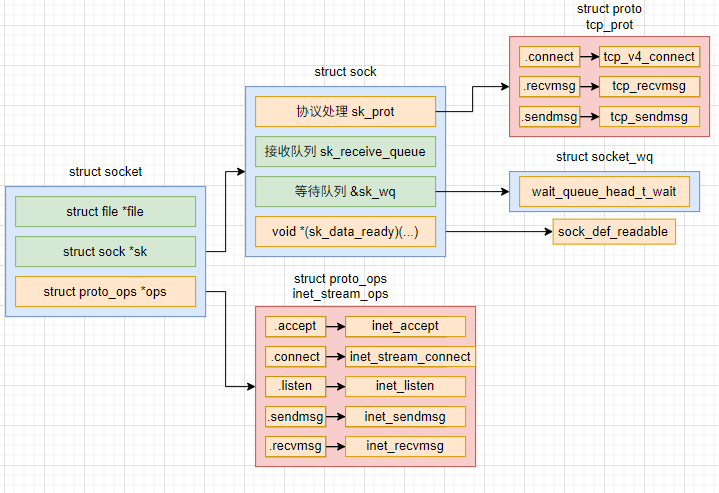 struct proto
tcp_prot
.connect
tcp_v4_connect
.recvmsg
tcp_recvmsg
.sendmsg
tcp_sendmsg
struct sock
协议处理 sk_prot
接收队列 sk_receive_queue
等待队列 &sk_wq
void *(sk_data_ready)(...)
struct socket_wq
wait_queue_head_t_wait
sock_def_readable
struct socket
struct file *file
struct sock *sk
struct proto_ops *ops
struct proto_ops
inet_stream_ops
.accept
inet_accept
.connect
inet_stream_connect
.listen
inet_listen
.sendmsg
inet_sendmsg
.recvmsg
inet_recvmsg